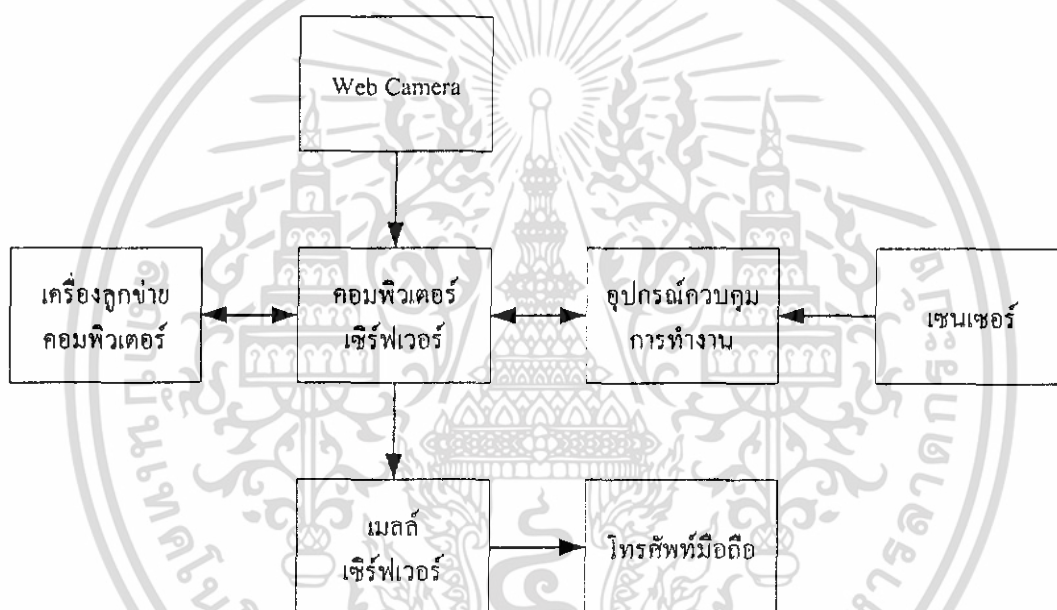 Web Camera
เครื่องลูกข่าย
คอมพิวเตอร์
คอมพิวเตอร์
เซิร์ฟเวอร์
อุปกรณ์ควบคุม
การทำงาน
เซนเซอร์
เมลล์
เซิร์ฟเวอร์
โทรศัพท์มือถือ